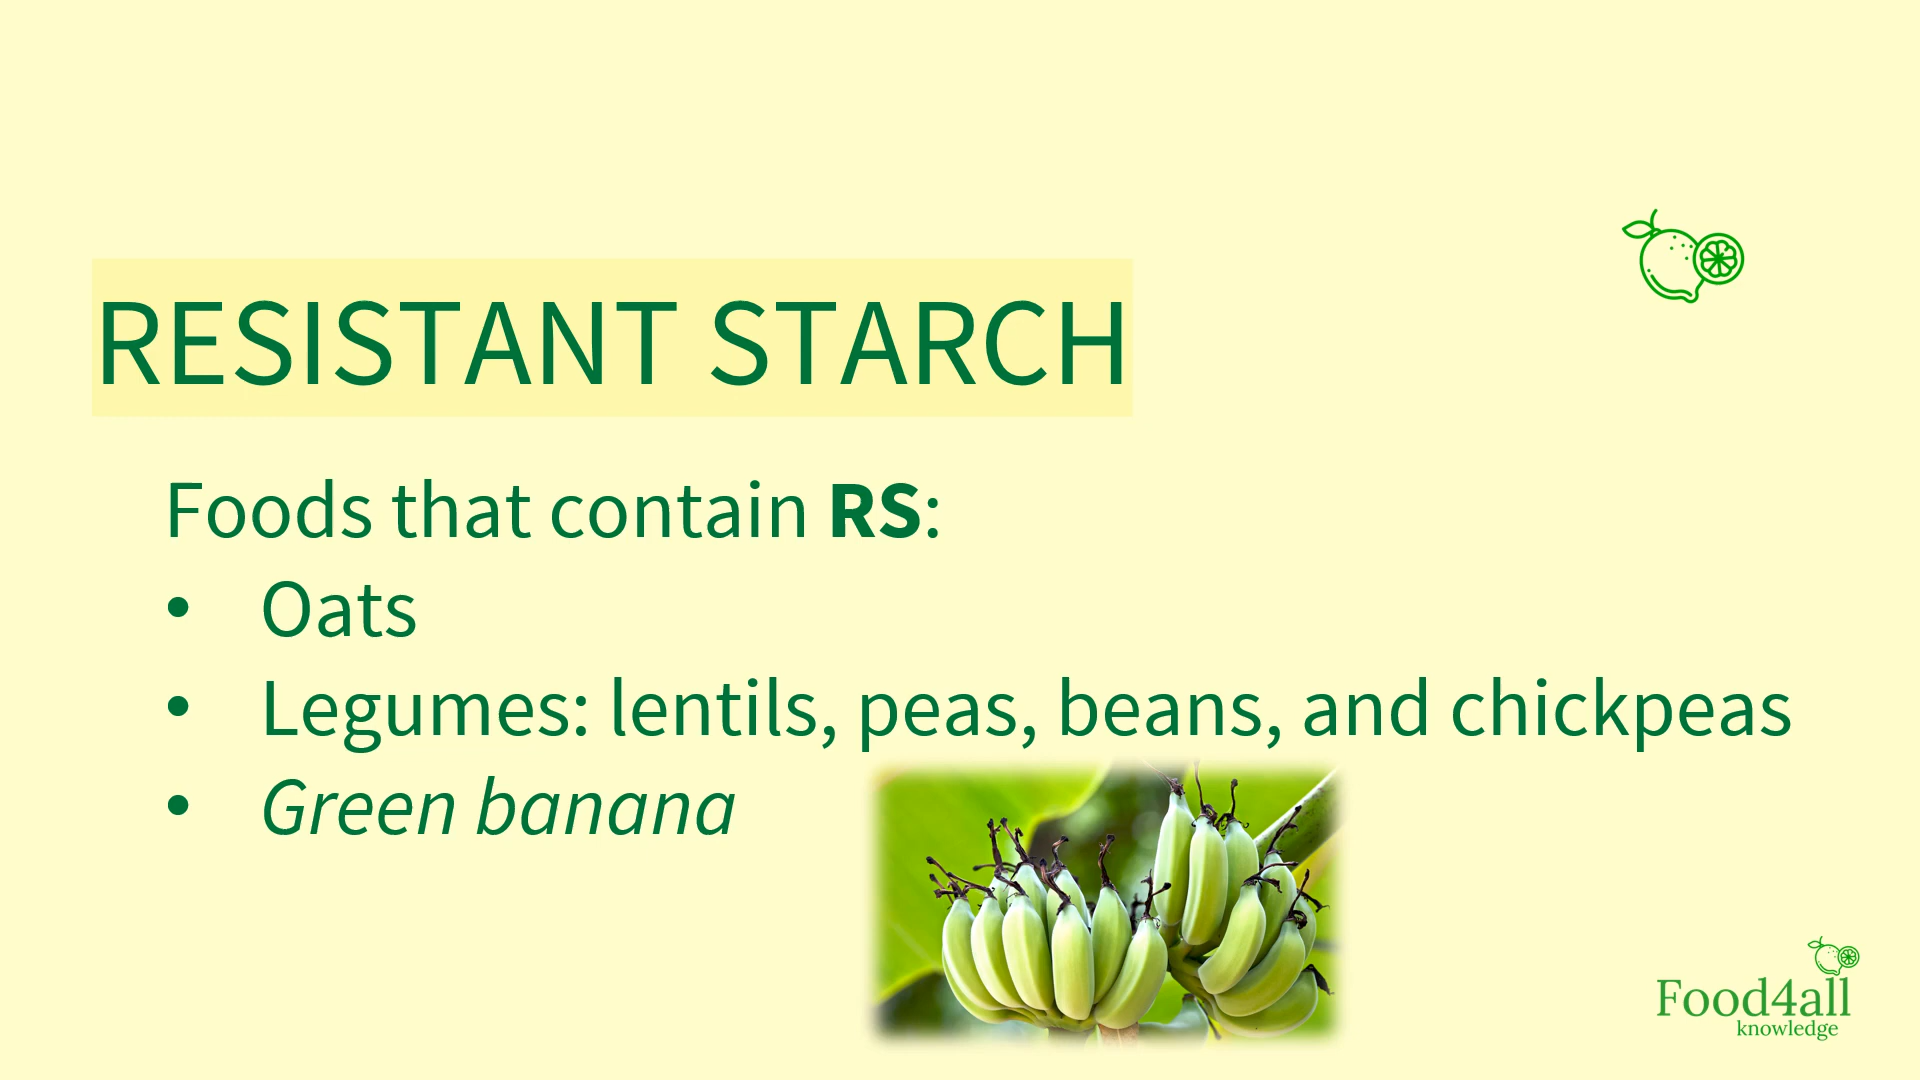 RESISTANT STARCH
Foods that contain RS:
• Oats
• Legumes: lentils, peas, beans, and chickpeas
• Green banana
Food4all
knowledge